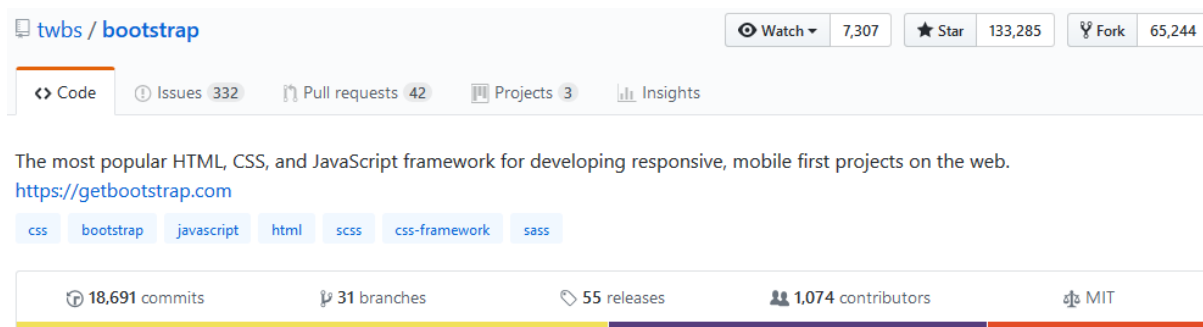 twbs / bootstrap Watch 7,307 Star 133,285 Fork 65,244
Code Issues 332 Pull requests 42 Projects 3 Insights
The most popular HTML, CSS, and JavaScript framework for developing responsive, mobile first projects on the web.
https://getbootstrap.com
css bootstrap javascript html scss css-framework sass
18,691 commits 31 branches 55 releases 1,074 contributors MIT